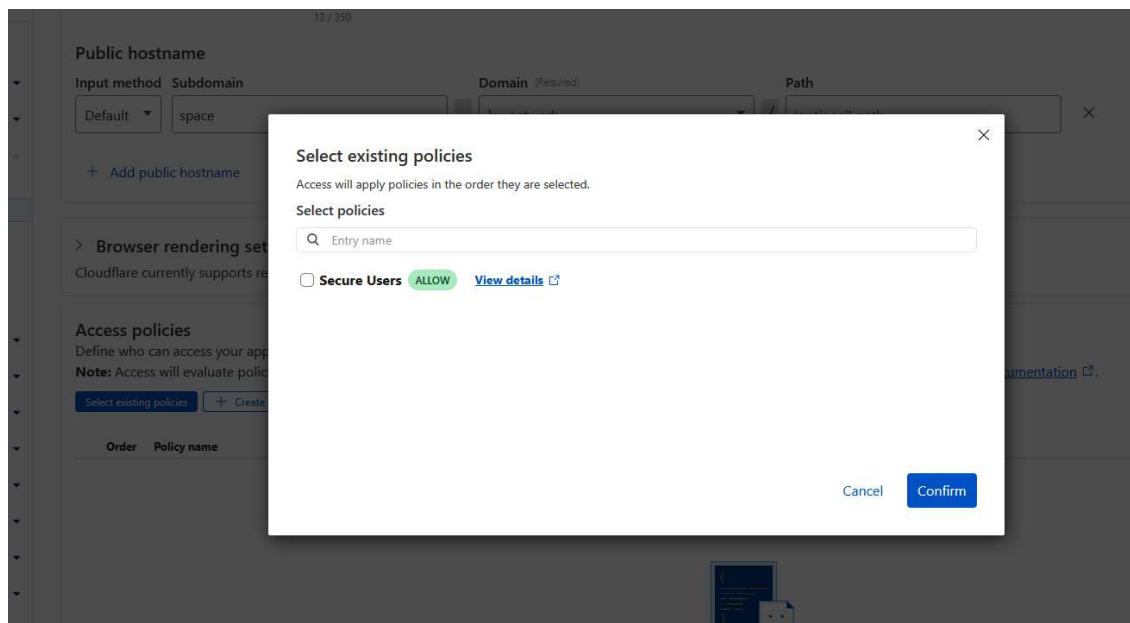 13 / 350
Public hostname
Input method Subdomain Domain (Required) Path
Default space /
+ Add public hostname
Select existing policies
Access will apply policies in the order they are selected.
Select policies
Entry name
Secure Users ALLOW View details
Browser rendering set
Cloudflare currently supports re
Access policies
Define who can access your app
Note: Access will evaluate polic umentation .
Select existing policies + Create
Order Policy name
Cancel Confirm